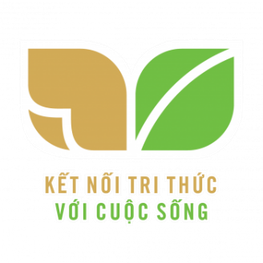 KẾT NỐI TRI THỨC
VỚI CUỘC SỐNG